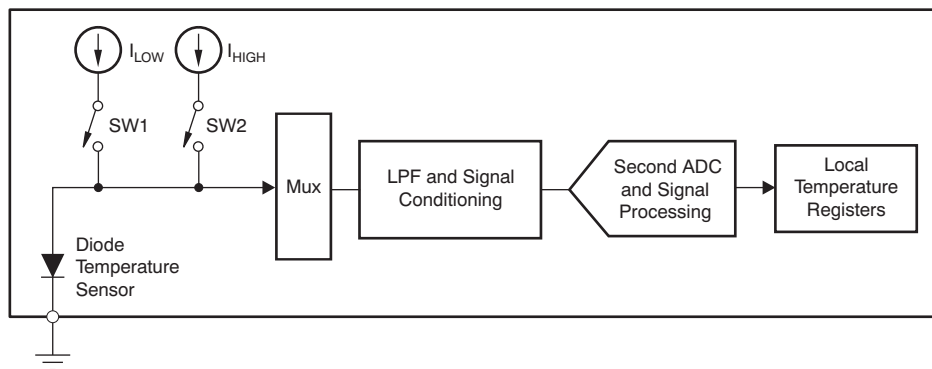 I_LOW
I_HIGH
SW1
SW2
Mux
LPF and Signal
Conditioning
Second ADC
and Signal
Processing
Local
Temperature
Registers
Diode
Temperature
Sensor